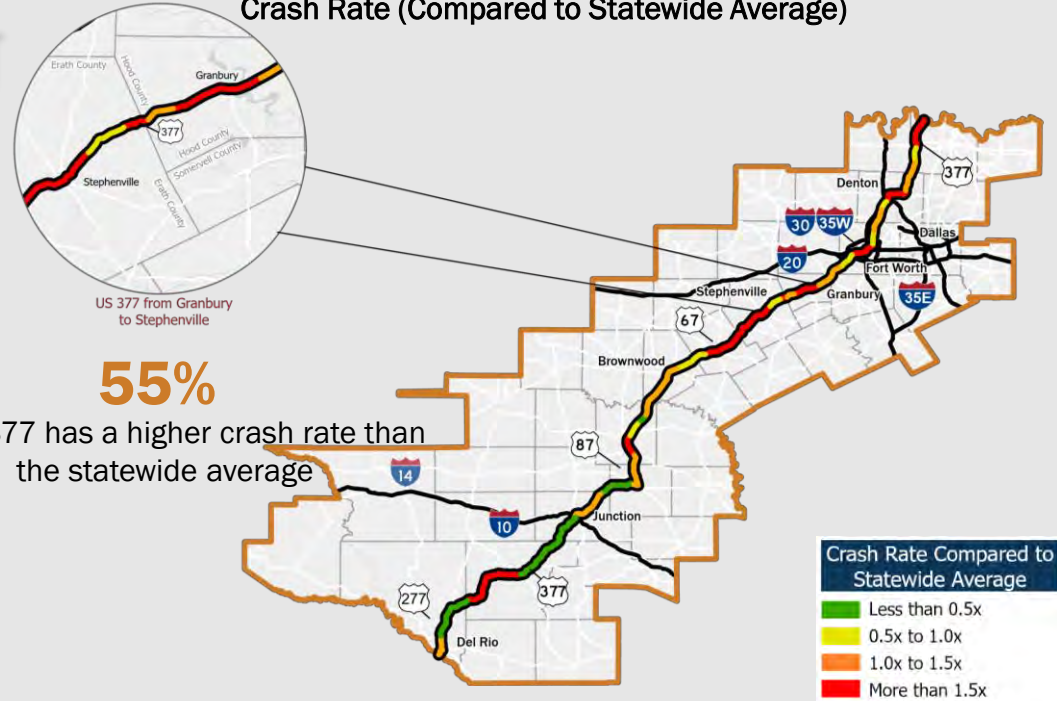 Crash Rate (Compared to Statewide Average)
Erath County
Hood County
Granbury
377
Hood County
Somervell County
Stephenville
Erath County
US 377 from Granbury
to Stephenville
55%
77 has a higher crash rate than
the statewide average
377
Denton
30
35W
Dallas
20
Fort Worth
Stephenville
Granbury
35E
67
Brownwood
87
14
Junction
10
377
277
Del Rio
Crash Rate Compared to
Statewide Average
Less than 0.5x
0.5x to 1.0x
1.0x to 1.5x
More than 1.5x